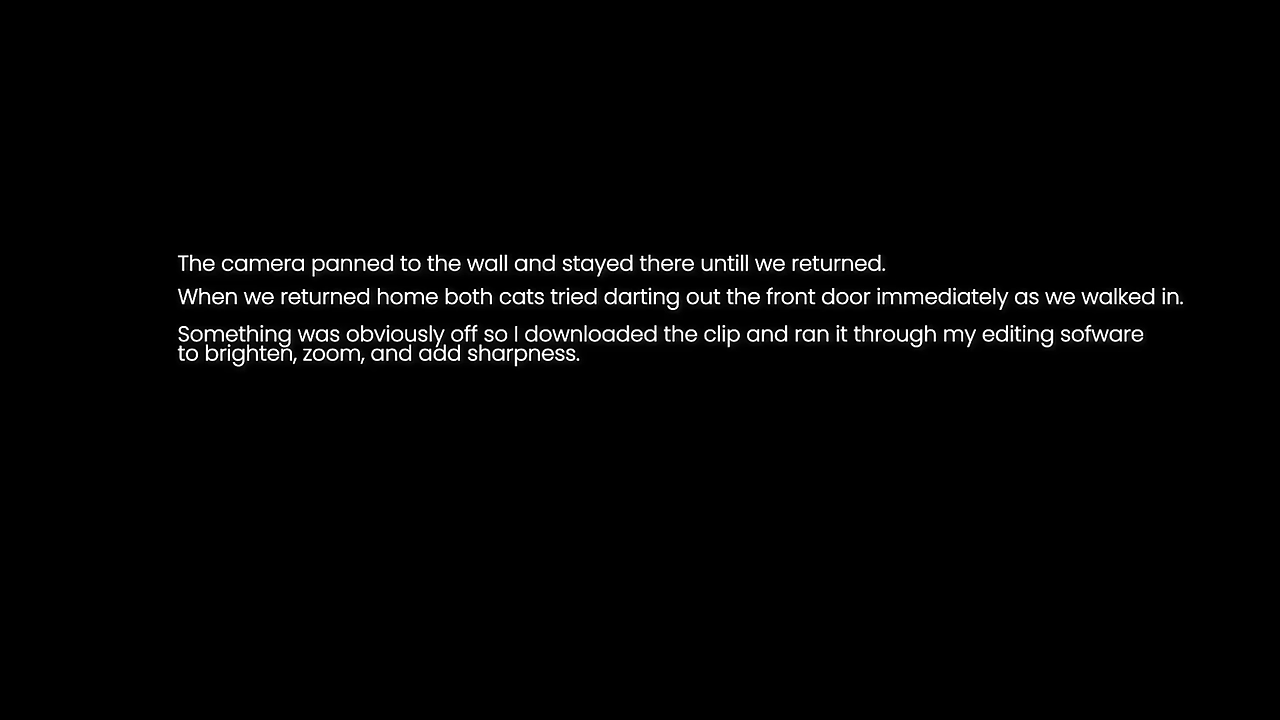 The camera panned to the wall and stayed there untill we returned.
When we returned home both cats tried darting out the front door immediately as we walked in.
Something was obviously off so I downloaded the clip and ran it through my editing sofware
to brighten, zoom, and add sharpness.